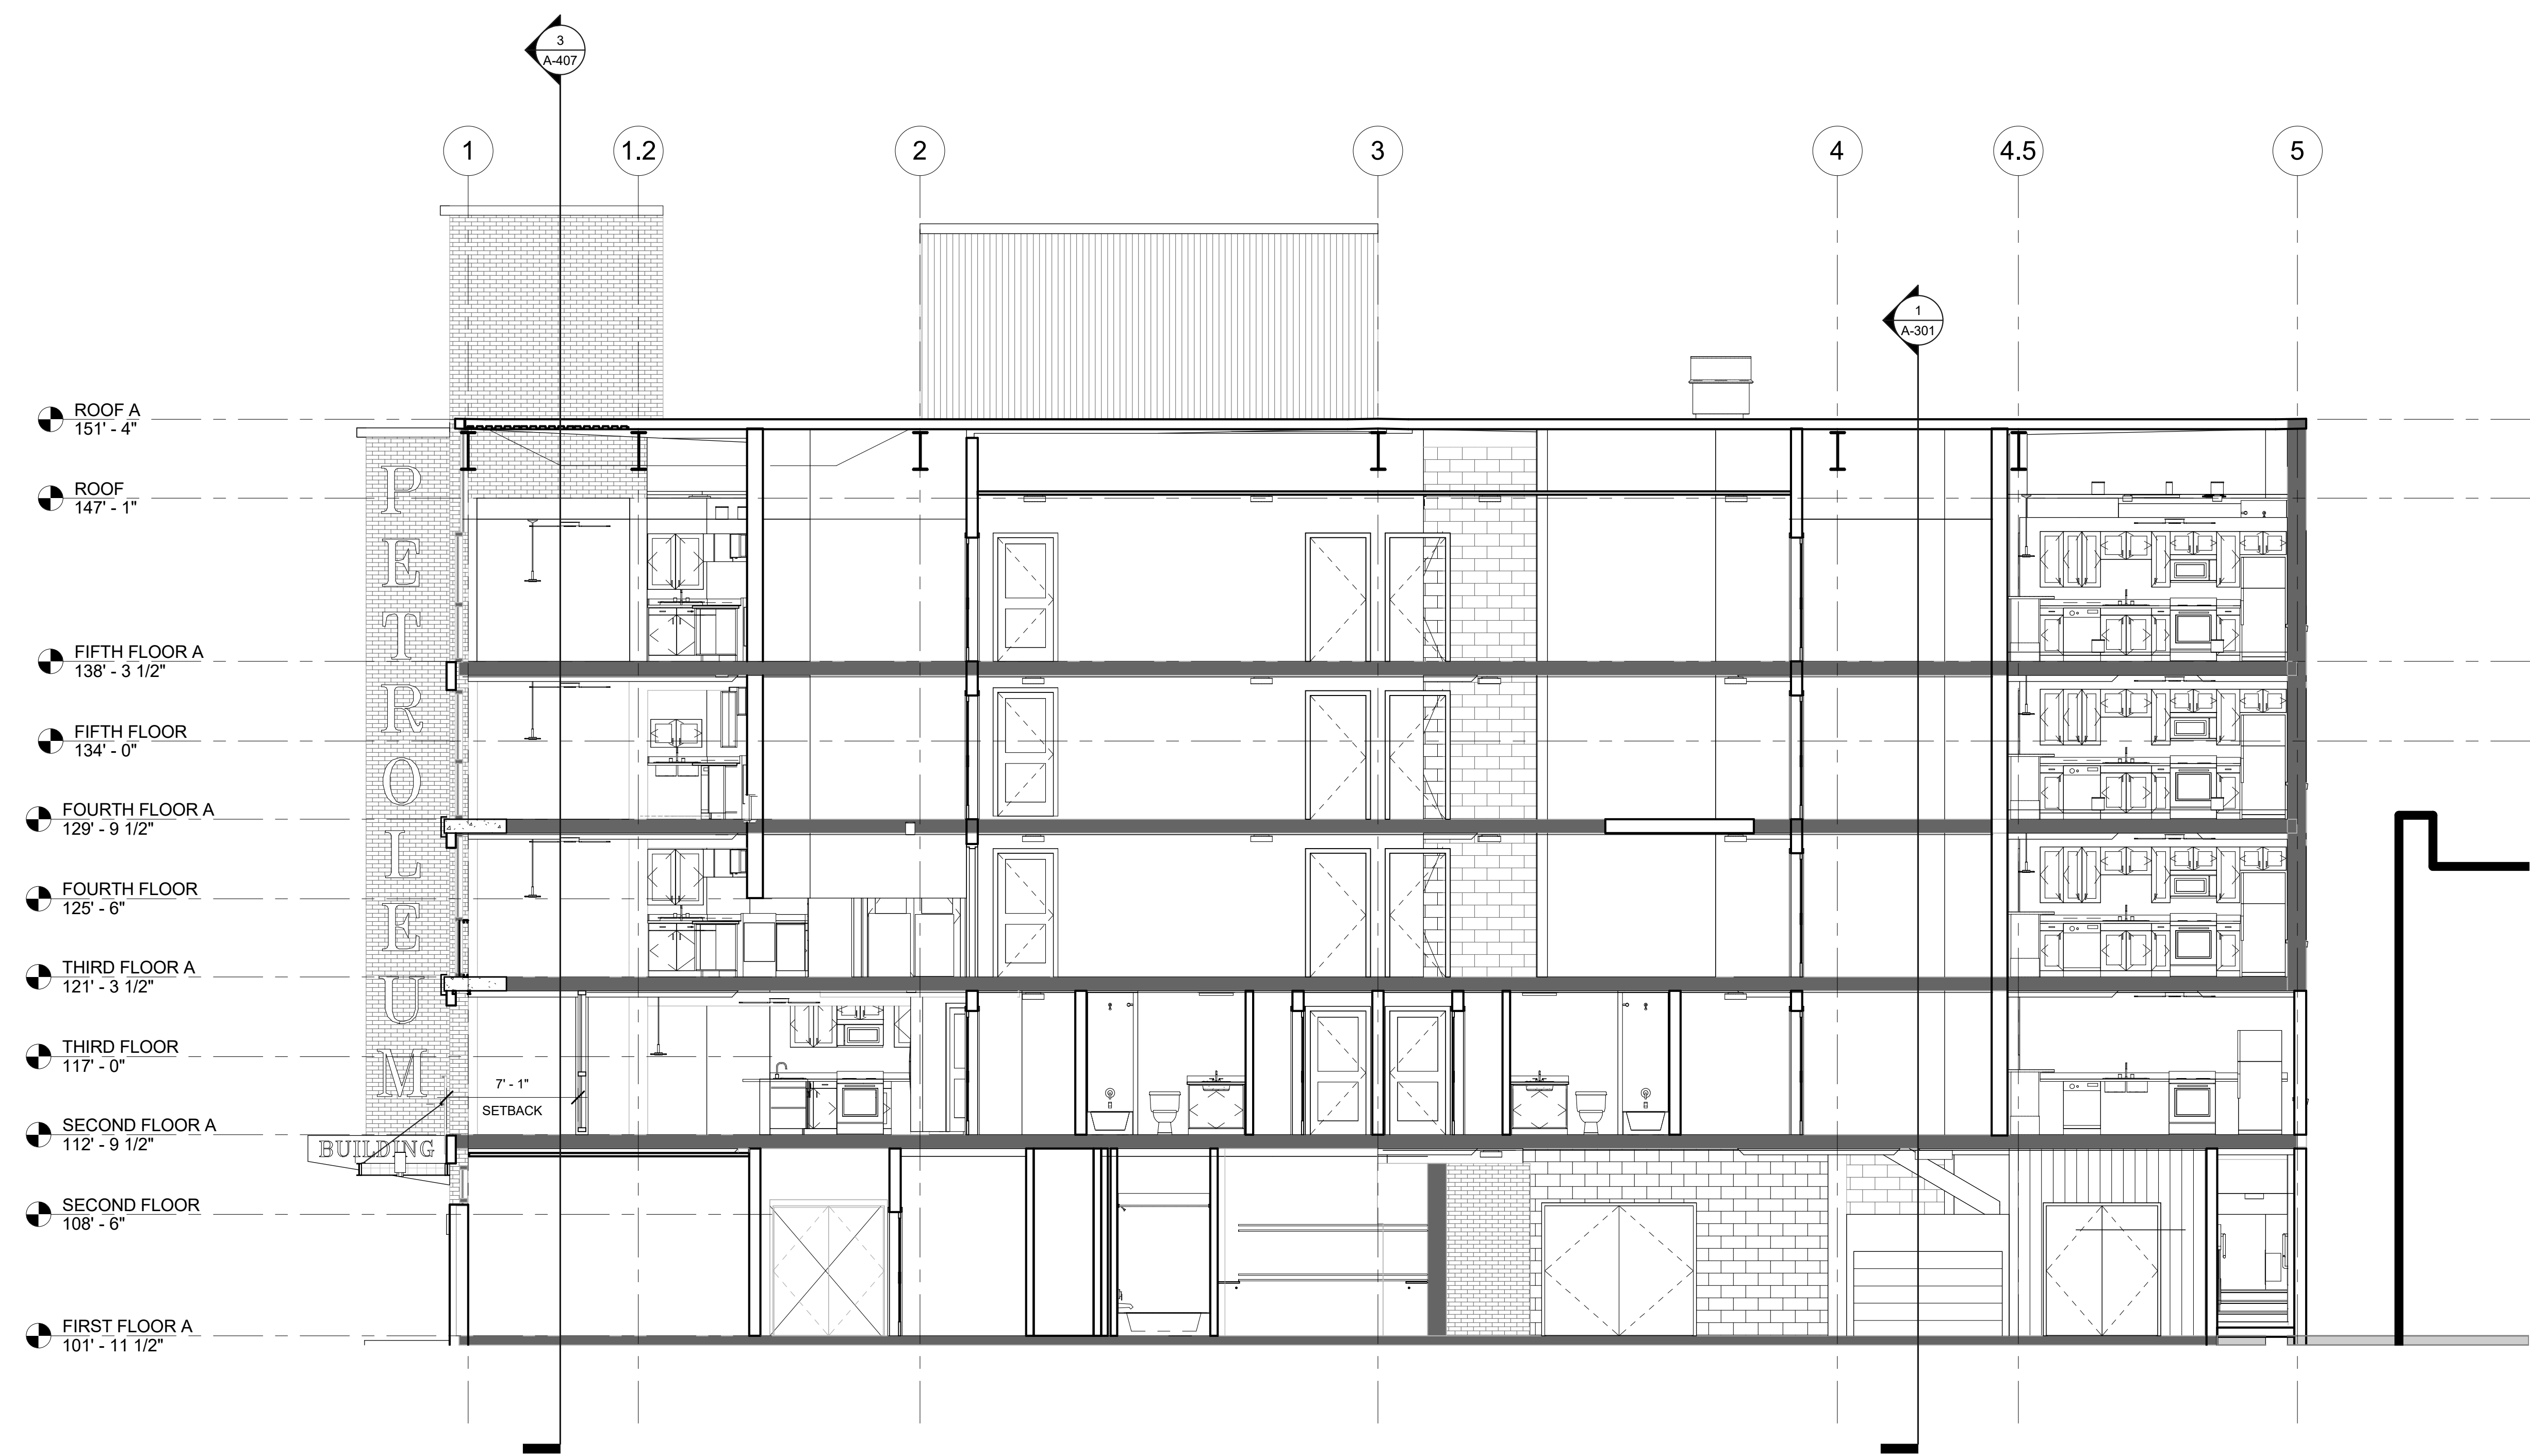 3
A-407
1
1.2
2
3
4
4.5
5
1
A-301
ROOF A
151' - 4"
ROOF
147' - 1"
FIFTH FLOOR A
138' - 3 1/2"
FIFTH FLOOR
134' - 0"
FOURTH FLOOR A
129' - 9 1/2"
FOURTH FLOOR
125' - 6"
THIRD FLOOR A
121' - 3 1/2"
THIRD FLOOR
117' - 0"
SECOND FLOOR A
112' - 9 1/2"
SECOND FLOOR
108' - 6"
FIRST FLOOR A
101' - 11 1/2"
PETROLEUM
BUILDING
7' - 1"
SETBACK